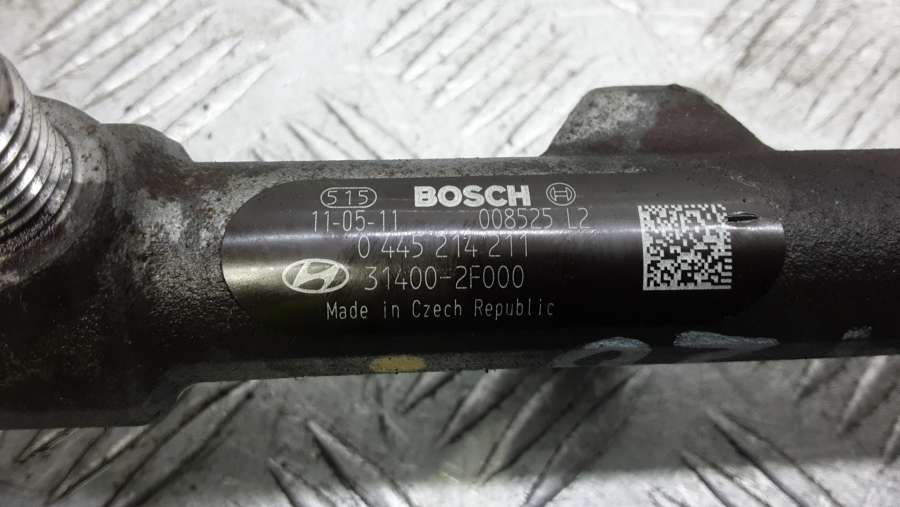 515 BOSCH
11-05-11 008525 L2
0 445 214 211
31400-2F000
Made in Czech Republic